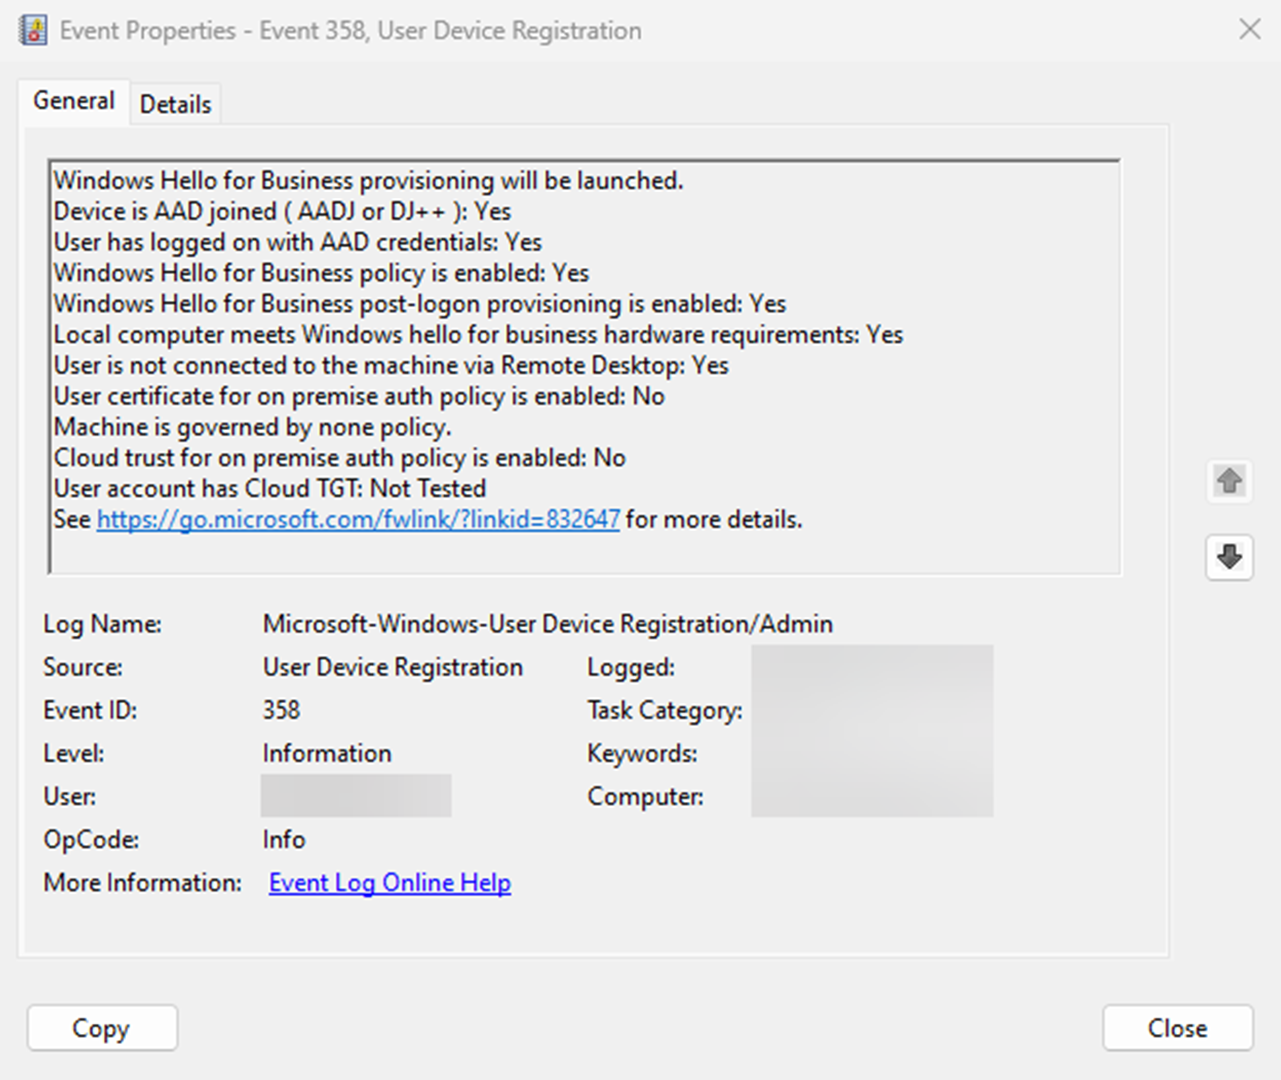 Event Properties - Event 358, User Device Registration
General
Details
Windows Hello for Business provisioning will be launched.
Device is AAD joined ( AADJ or DJ++ ): Yes
User has logged on with AAD credentials: Yes
Windows Hello for Business policy is enabled: Yes
Windows Hello for Business post-logon provisioning is enabled: Yes
Local computer meets Windows hello for business hardware requirements: Yes
User is not connected to the machine via Remote Desktop: Yes
User certificate for on premise auth policy is enabled: No
Machine is governed by none policy.
Cloud trust for on premise auth policy is enabled: No
User account has Cloud TGT: Not Tested
See https://go.microsoft.com/fwlink/?linkid=832647 for more details.
Log Name: Microsoft-Windows-User Device Registration/Admin
Source: User Device Registration Logged:
Event ID: 358 Task Category:
Level: Information Keywords:
User: Computer:
OpCode: Info
More Information: Event Log Online Help
Copy
Close